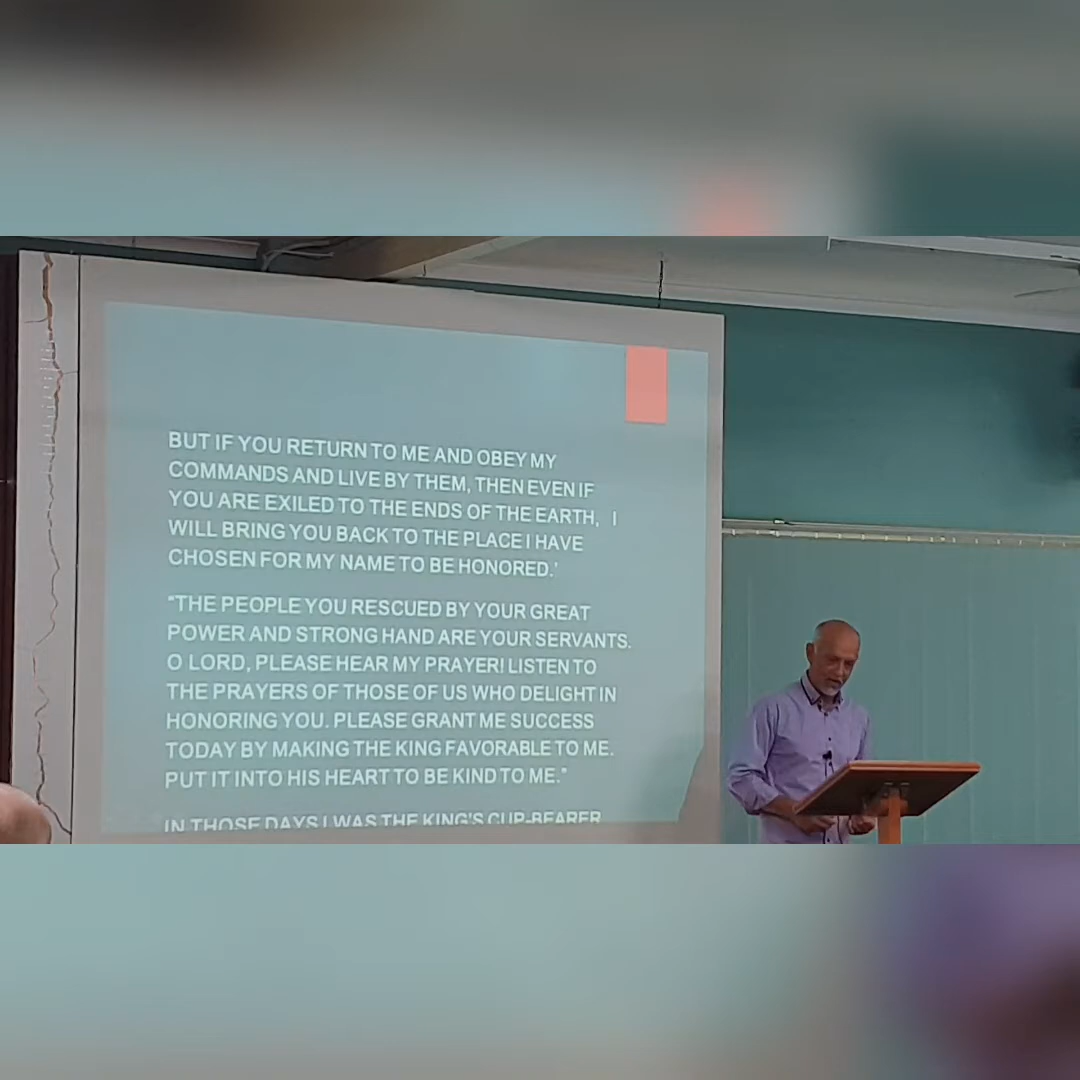 BUT IF YOU RETURN TO ME AND OBEY MY
COMMANDS AND LIVE BY THEM, THEN EVEN IF
YOU ARE EXILED TO THE ENDS OF THE EARTH, I
WILL BRING YOU BACK TO THE PLACE I HAVE
CHOSEN FOR MY NAME TO BE HONORED.'
"THE PEOPLE YOU RESCUED BY YOUR GREAT
POWER AND STRONG HAND ARE YOUR SERVANTS.
O LORD, PLEASE HEAR MY PRAYER! LISTEN TO
THE PRAYERS OF THOSE OF US WHO DELIGHT IN
HONORING YOU. PLEASE GRANT ME SUCCESS
TODAY BY MAKING THE KING FAVORABLE TO ME.
PUT IT INTO HIS HEART TO BE KIND TO ME."
IN THOSE DAYS I WAS THE KING'S CUP-BEARER